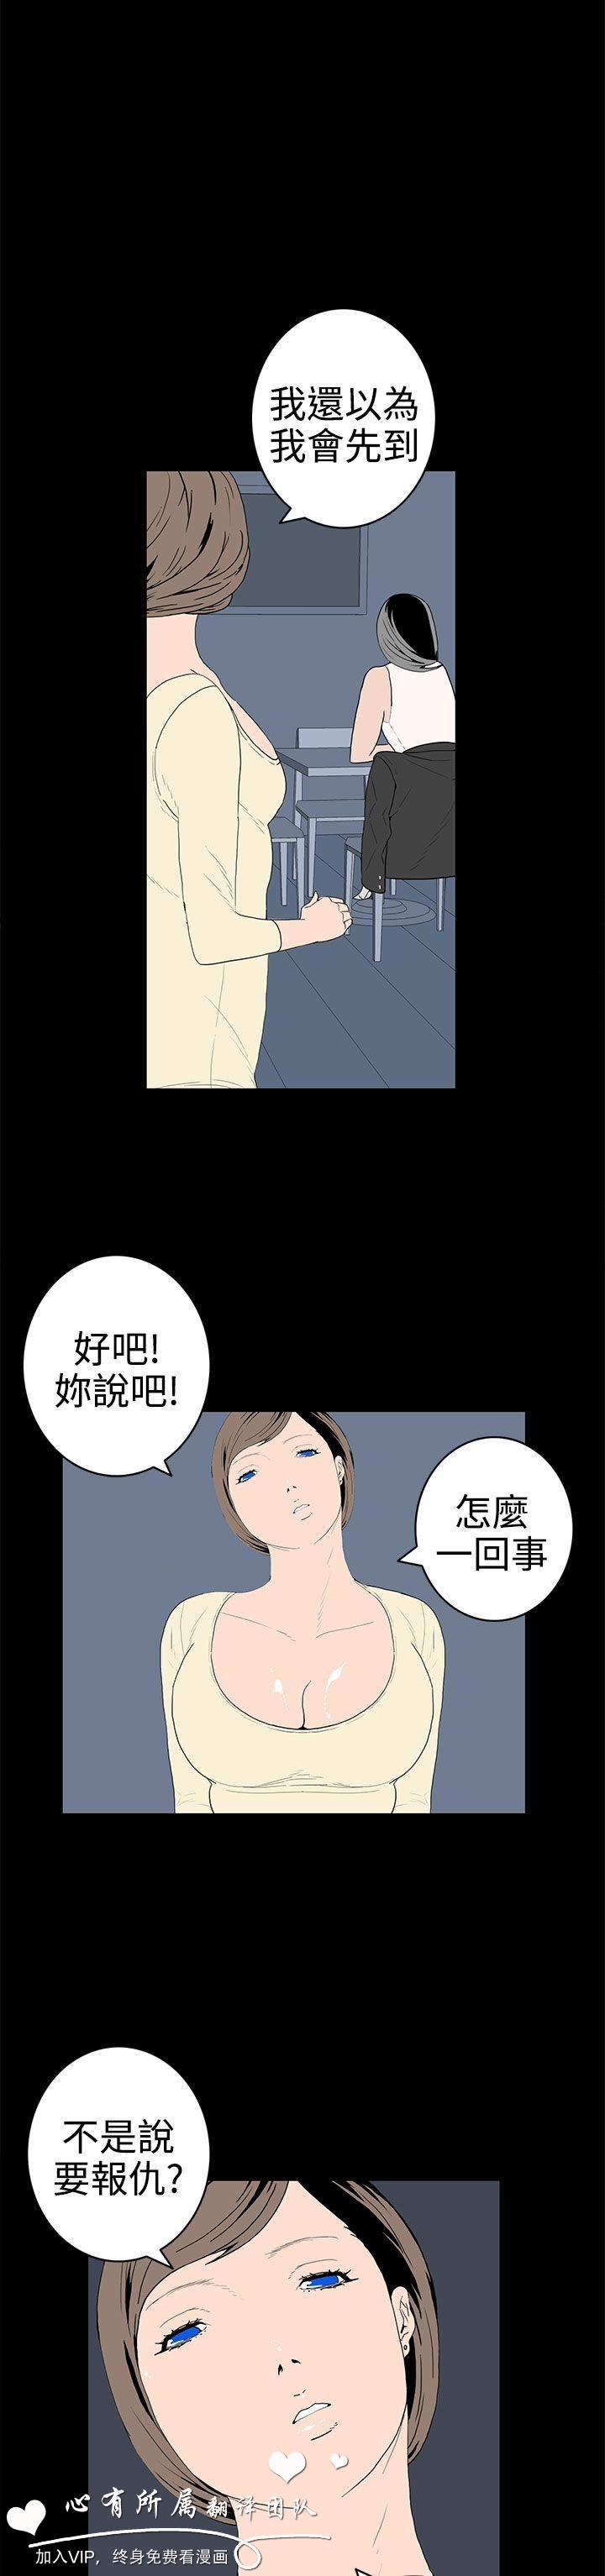 我還以為
我會先到
好吧!
妳說吧!
怎麼
一回事
不是說
要報仇?
心有所属翻译团队
加入VIP，终身免费看漫画